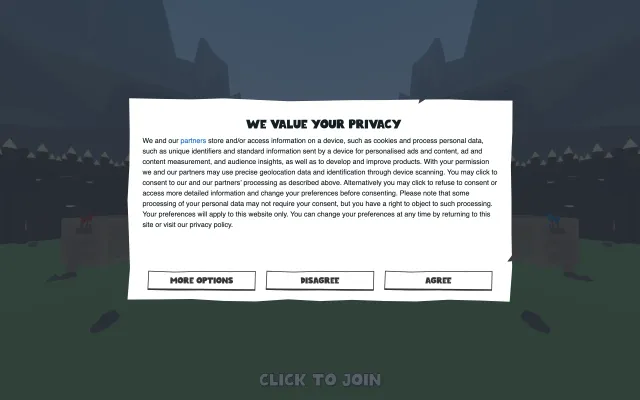 WE VALUE YOUR PRIVACY
We and our partners store and/or access information on a device, such as cookies and process personal data,
such as unique identifiers and standard information sent by a device for personalised ads and content, ad and
content measurement, and audience insights, as well as to develop and improve products. With your permission
we and our partners may use precise geolocation data and identification through device scanning. You may click to
consent to our and our partners' processing as described above. Alternatively you may click to refuse to consent or
access more detailed information and change your preferences before consenting. Please note that some
processing of your personal data may not require your consent, but you have a right to object to such processing.
Your preferences will apply to this website only. You can change your preferences at any time by returning to this
site or visit our privacy policy.
MORE OPTIONS
DISAGREE
AGREE
CLICK TO JOIN